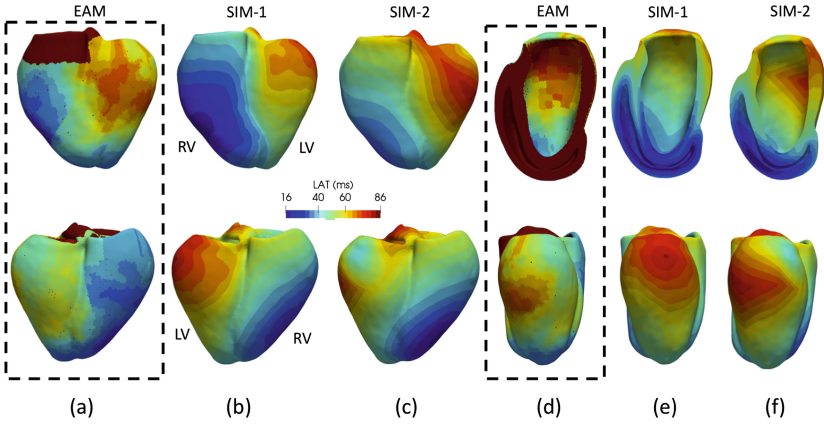 EAM SIM-1 SIM-2 EAM SIM-1 SIM-2
RV LV
LAT (ms)
16 40 60 86
LV RV
(a) (b) (c) (d) (e) (f)